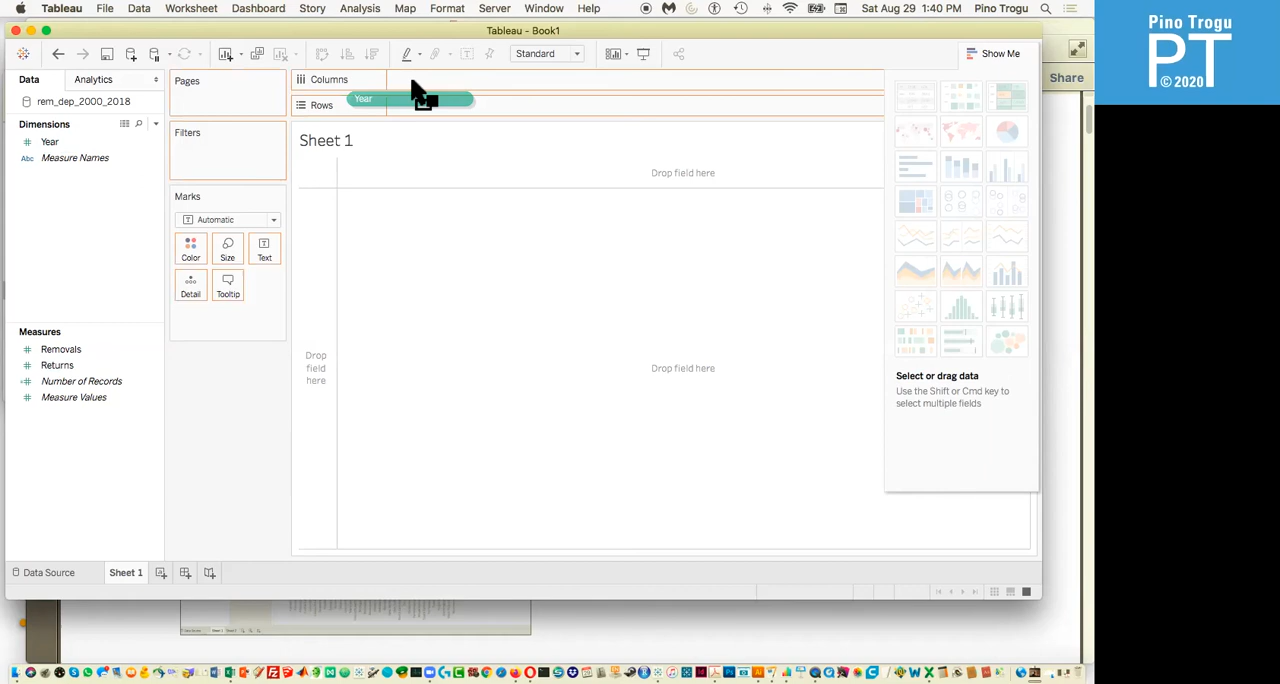 Tableau File Data Worksheet Dashboard Story Analysis Map Format Server Window Help Sat Aug 29 1:40 PM Pino Trogu
Tableau - Book1
Standard Show Me
Data Analytics
rem_dep_2000_2018
Dimensions
Year
Abc Measure Names
Measures
Removals
Returns
Number of Records
Measure Values
Pages
Filters
Marks
Automatic
Color Size Text
Detail Tooltip
Columns
Rows Year
Sheet 1
Drop field here
Drop
field
here
Drop field here
Select or drag data
Use the Shift or Cmd key to
select multiple fields
Data Source Sheet 1
Share
Pino Trogu
PT
©2020